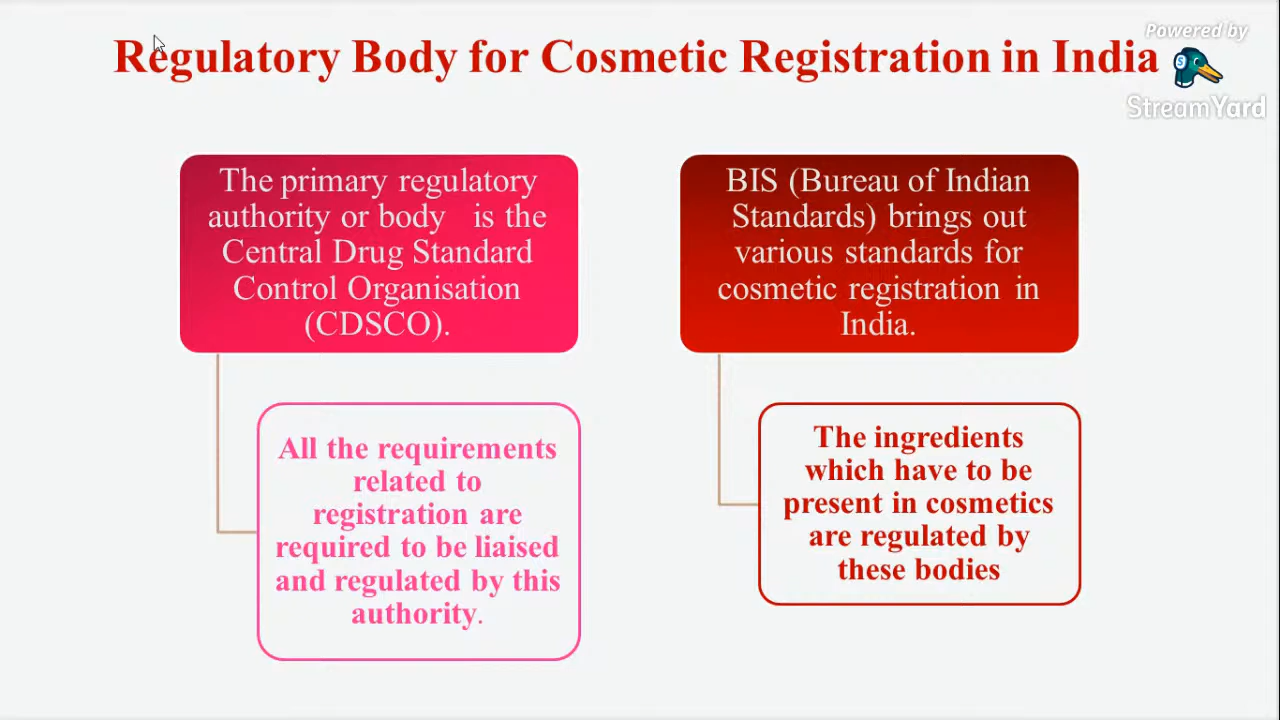 Powered by
Regulatory Body for Cosmetic Registration in India
S
StreamYard
The primary regulatory
authority or body is the
Central Drug Standard
Control Organisation
(CDSCO).
All the requirements
related to
registration are
required to be liaised
and regulated by this
authority.
BIS (Bureau of Indian
Standards) brings out
various standards for
cosmetic registration in
India.
The ingredients
which have to be
present in cosmetics
are regulated by
these bodies